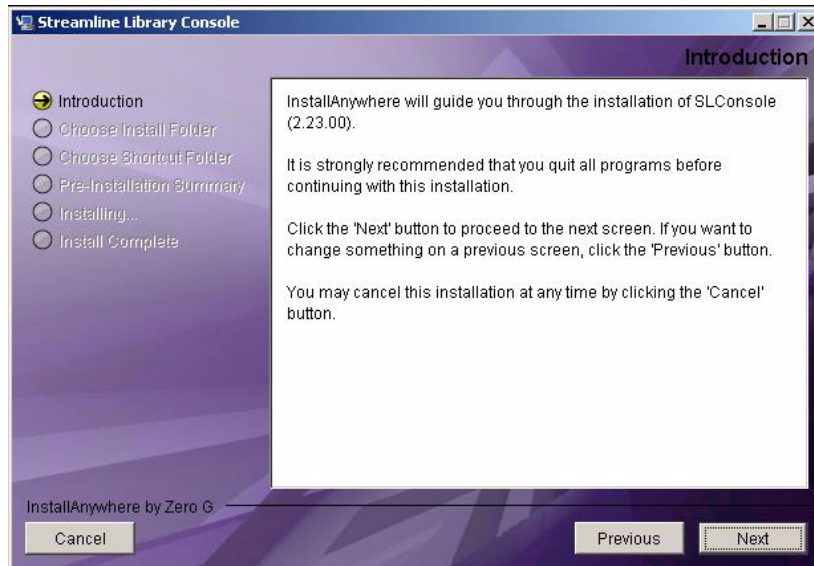 Streamline Library Console
Introduction
Introduction
Choose Install Folder
Choose Shortcut Folder
Pre-Installation Summary
Installing...
Install Complete
InstallAnywhere will guide you through the installation of SLConsole
(2.23.00).
It is strongly recommended that you quit all programs before
continuing with this installation.
Click the 'Next' button to proceed to the next screen. If you want to
change something on a previous screen, click the 'Previous' button.
You may cancel this installation at any time by clicking the 'Cancel'
button.
InstallAnywhere by Zero G
Cancel
Previous
Next